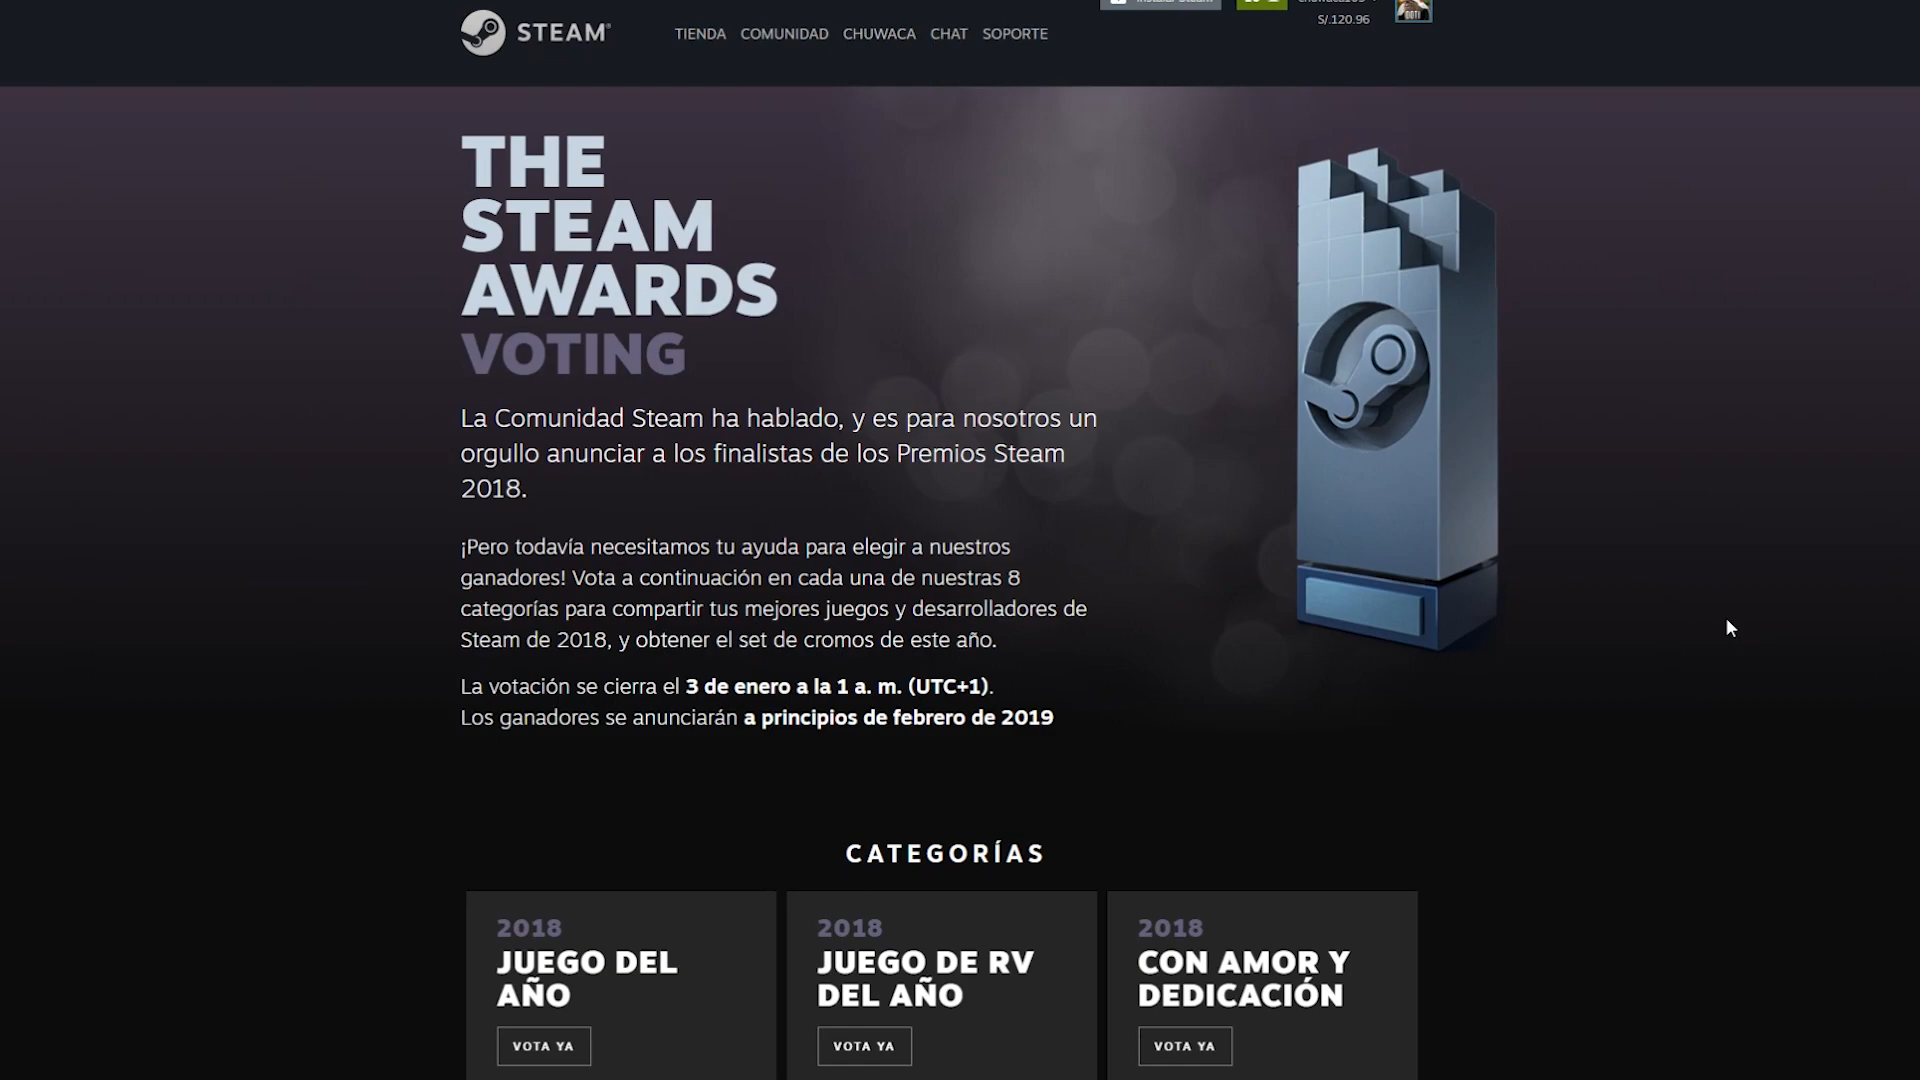 STEAM®
TIENDA COMUNIDAD CHUWACA CHAT SOPORTE
S/.120.96
THE
STEAM
AWARDS
VOTING
La Comunidad Steam ha hablado, y es para nosotros un
orgullo anunciar a los finalistas de los Premios Steam
2018.
¡Pero todavía necesitamos tu ayuda para elegir a nuestros
ganadores! Vota a continuación en cada una de nuestras 8
categorías para compartir tus mejores juegos y desarrolladores de
Steam de 2018, y obtener el set de cromos de este año.
La votación se cierra el 3 de enero a la 1 a. m. (UTC+1).
Los ganadores se anunciarán a principios de febrero de 2019
CATEGORÍAS
2018
JUEGO DEL
AÑO
VOTA YA
2018
JUEGO DE RV
DEL AÑO
VOTA YA
2018
CON AMOR Y
DEDICACIÓN
VOTA YA